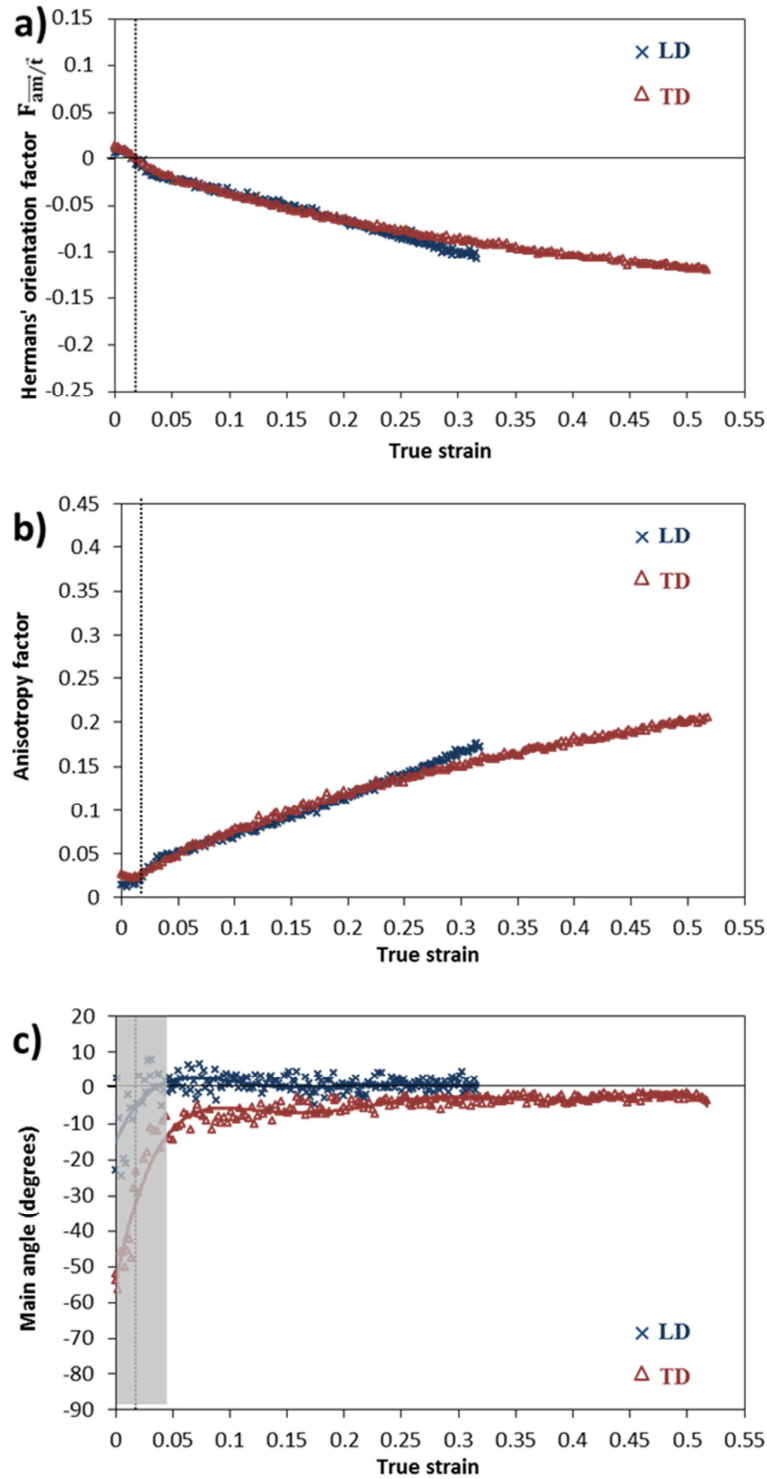 a)
Hermans' orientation factor F am/t
0.15
0.1
0.05
0
-0.05
-0.1
-0.15
-0.2
-0.25
× LD
△ TD
0 0.05 0.1 0.15 0.2 0.25 0.3 0.35 0.4 0.45 0.5 0.55
True strain
b)
Anisotropy factor
0.45
0.4
0.35
0.3
0.25
0.2
0.15
0.1
0.05
0
× LD
△ TD
0 0.05 0.1 0.15 0.2 0.25 0.3 0.35 0.4 0.45 0.5 0.55
True strain
c)
Main angle (degrees)
20
10
0
-10
-20
-30
-40
-50
-60
-70
-80
-90
× LD
△ TD
0 0.05 0.1 0.15 0.2 0.25 0.3 0.35 0.4 0.45 0.5 0.55
True strain